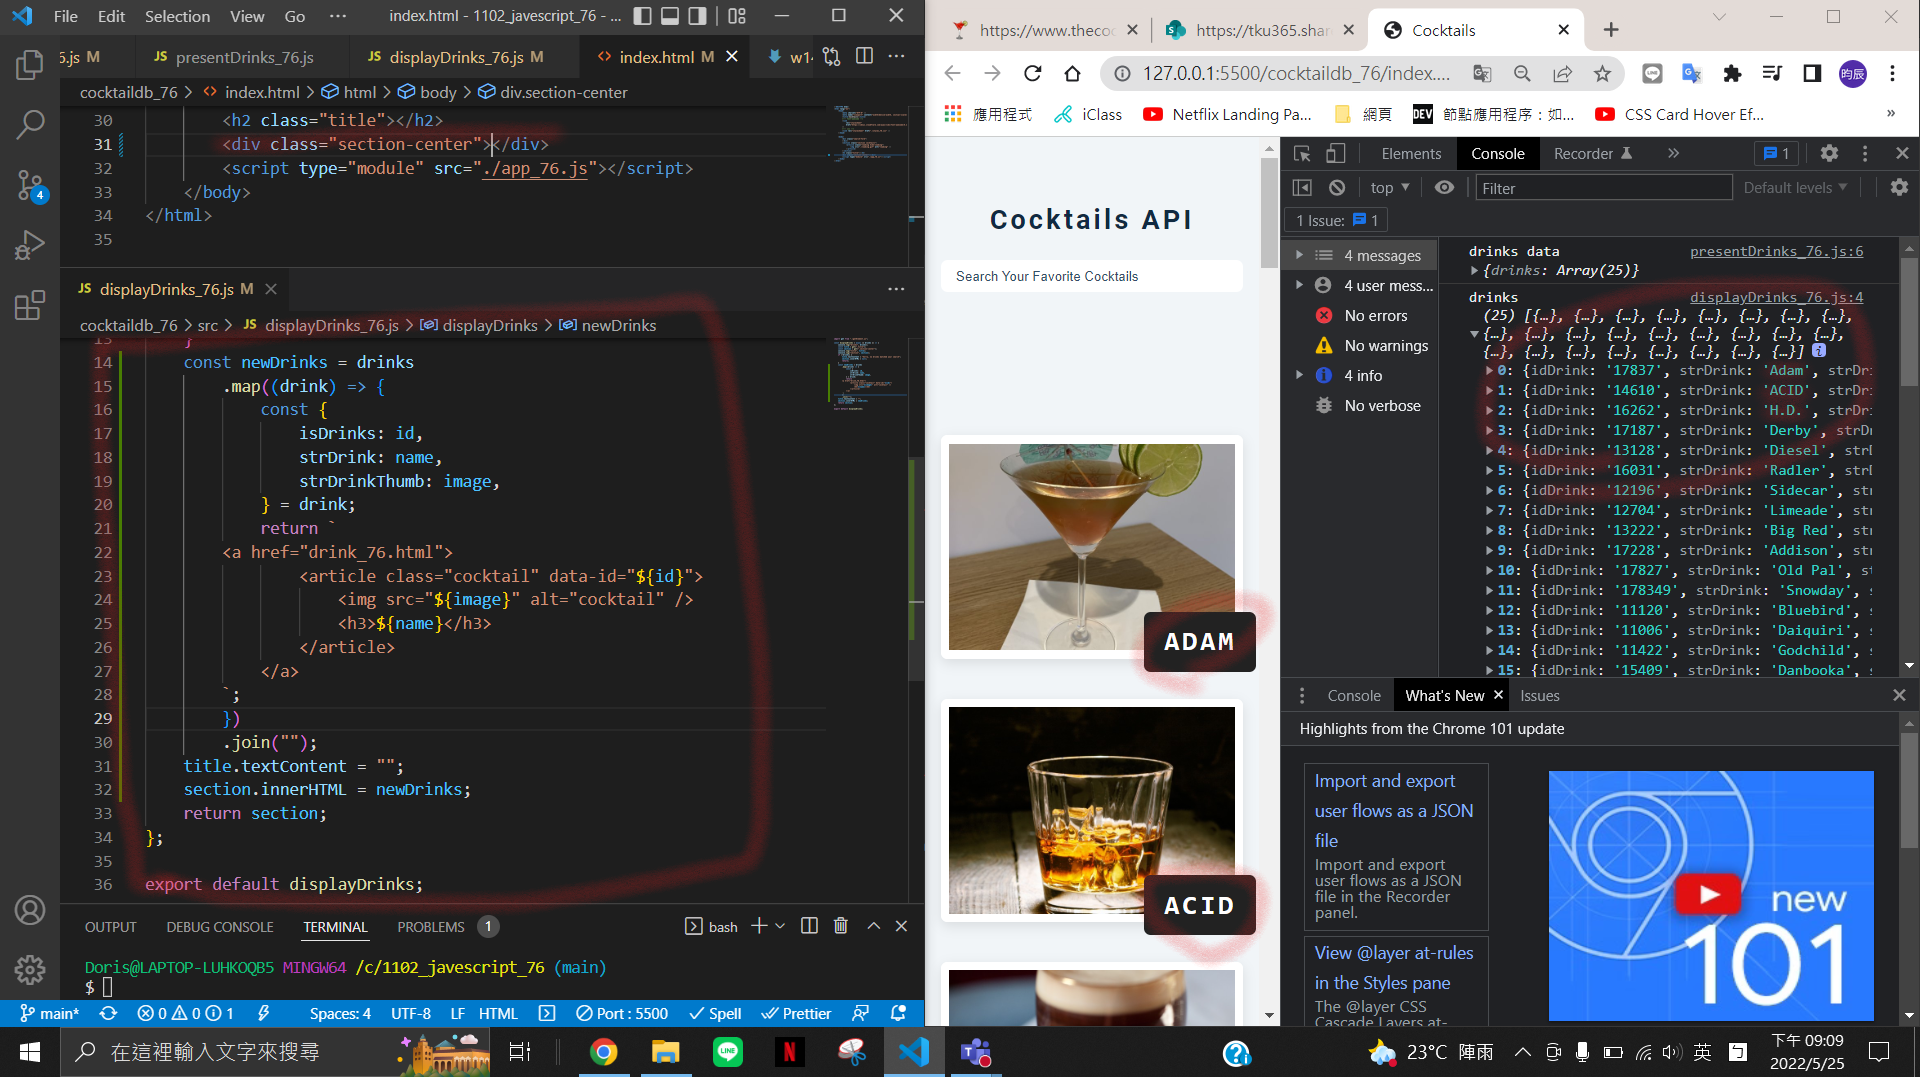 File Edit Selection View Go ··· index.html - 1102_javescript_76 - ...
.js M presentDrinks_76.js JS displayDrinks_76.js M index.html M
cocktaildb_76 > index.html > html > body > div.section-center
30 <h2 class="title"></h2>
31 <div class="section-center"></div>
32 <script type="module" src="./app_76.js"></script>
33 </body>
34 </html>
35
JS displayDrinks_76.js M
cocktaildb_76 > src > JS displayDrinks_76.js > displayDrinks > newDrinks
13 }
14 const newDrinks = drinks
15 .map((drink) => {
16 const {
17 isDrinks: id,
18 strDrink: name,
19 strDrinkThumb: image,
20 } = drink;
21 return `
22 <a href="drink_76.html">
23 <article class="cocktail" data-id="${id}">
24 <img src="${image}" alt="cocktail" />
25 <h3>${name}</h3>
26 </article>
27 </a>
28 `;
29 })
30 .join("");
31 title.textContent = "";
32 section.innerHTML = newDrinks;
33 return section;
34 };
35
36 export default displayDrinks;
OUTPUT DEBUG CONSOLE TERMINAL PROBLEMS 1 bash
Doris@LAPTOP-LUHKOQB5 MINGW64 /c/1102_javescript_76 (main)
$
4
main* 0 0 1 Spaces: 4 UTF-8 LF HTML Port : 5500 Spell Prettier
https://www.thecoc https://tku365.shar Cocktails
127.0.0.1:5500/cocktaildb_76/index....
昀辰
應用程式 iClass Netflix Landing Pa... 網頁 DEV 節點應用程序：如... CSS Card Hover Ef... »
Cocktails API
Search Your Favorite Cocktails
ADAM
ACID
Elements Console Recorder » 1
top Filter Default levels
1 Issue: 1
4 messages
4 user mess...
No errors
No warnings
4 info
No verbose
drinks data presentDrinks_76.js:6
{drinks: Array(25)}
drinks displayDrinks_76.js:4
(25) [{…}, {…}, {…}, {…}, {…}, {…}, {…}, {…},
{…}, {…}, {…}, {…}, {…}, {…}, {…}, {…}, {…},
{…}, {…}, {…}, {…}, {…}, {…}, {…}, {…}] i
0: {idDrink: '17837', strDrink: 'Adam', strDr
1: {idDrink: '14610', strDrink: 'ACID', strDr
2: {idDrink: '16262', strDrink: 'H.D.', strDr
3: {idDrink: '17187', strDrink: 'Derby', strD
4: {idDrink: '13128', strDrink: 'Diesel', str
5: {idDrink: '16031', strDrink: 'Radler', str
6: {idDrink: '12196', strDrink: 'Sidecar', st
7: {idDrink: '12704', strDrink: 'Limeade', st
8: {idDrink: '13222', strDrink: 'Big Red', st
9: {idDrink: '17228', strDrink: 'Addison', st
10: {idDrink: '17827', strDrink: 'Old Pal', s
11: {idDrink: '178349', strDrink: 'Snowday', s
12: {idDrink: '11120', strDrink: 'Bluebird', s
13: {idDrink: '11006', strDrink: 'Daiquiri', s
14: {idDrink: '11422', strDrink: 'Godchild', s
15: {idDrink: '15409', strDrink: 'Danbooka', s
Console What's New Issues
Highlights from the Chrome 101 update
Import and export
user flows as a JSON
file
Import and export
user flows as a JSON
file in the Recorder
panel.
View @layer at-rules
in the Styles pane
The @layer CSS
Cascade Layers at-
new
101
在這裡輸入文字來搜尋
LINE
23°C 陣雨 英
下午 09:09
2022/5/25